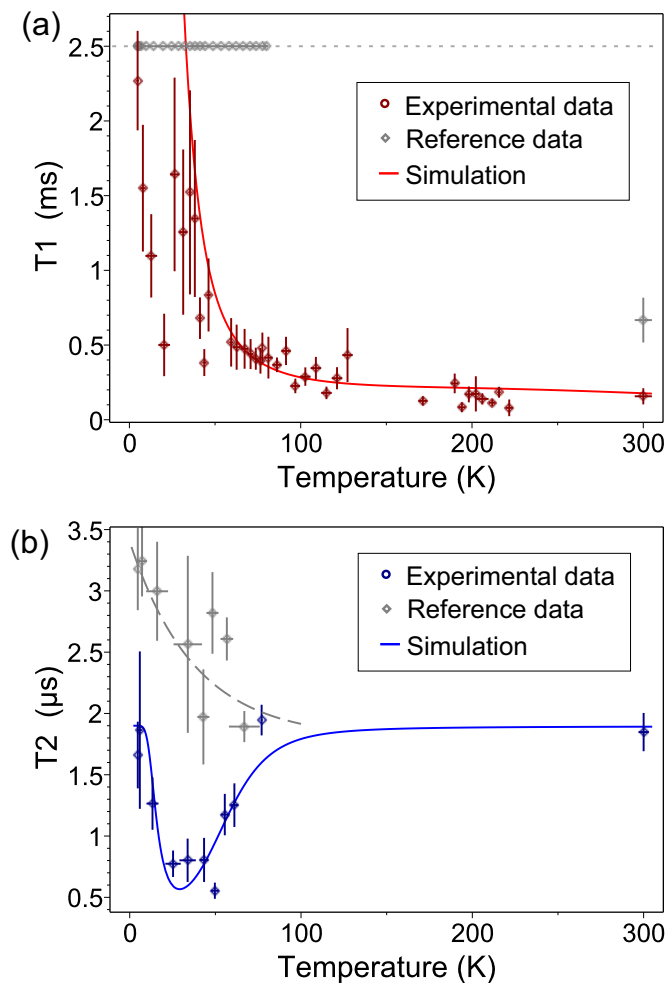 (a)
2.5
2
1.5
1
0.5
0
T1 (ms)
Experimental data
Reference data
Simulation
0 100 200 300
Temperature (K)
(b)
3.5
3
2.5
2
1.5
1
0.5
T2 (μs)
Experimental data
Reference data
Simulation
0 100 200 300
Temperature (K)